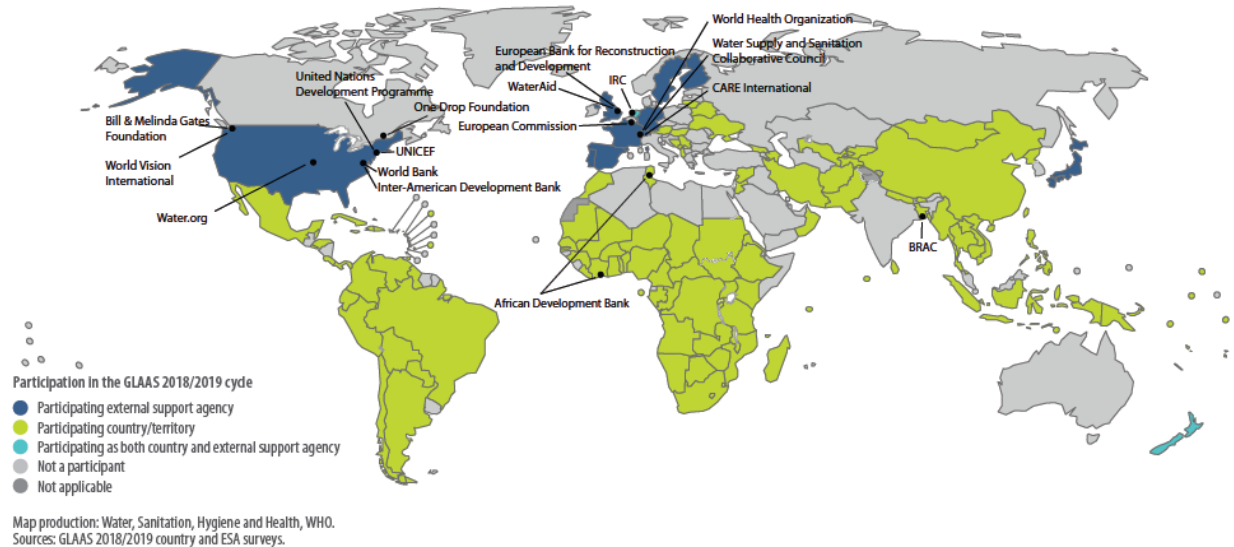 World Health Organization
European Bank for Reconstruction
and Development
Water Supply and Sanitation
Collaborative Council
IRC
WaterAid
CARE International
United Nations
Development Programme
One Drop Foundation
European Commission
Bill & Melinda Gates
Foundation
UNICEF
World Vision
International
World Bank
Inter-American Development Bank
Water.org
BRAC
African Development Bank
Participation in the GLAAS 2018/2019 cycle
Participating external support agency
Participating country/territory
Participating as both country and external support agency
Not a participant
Not applicable
Map production: Water, Sanitation, Hygiene and Health, WHO.
Sources: GLAAS 2018/2019 country and ESA surveys.